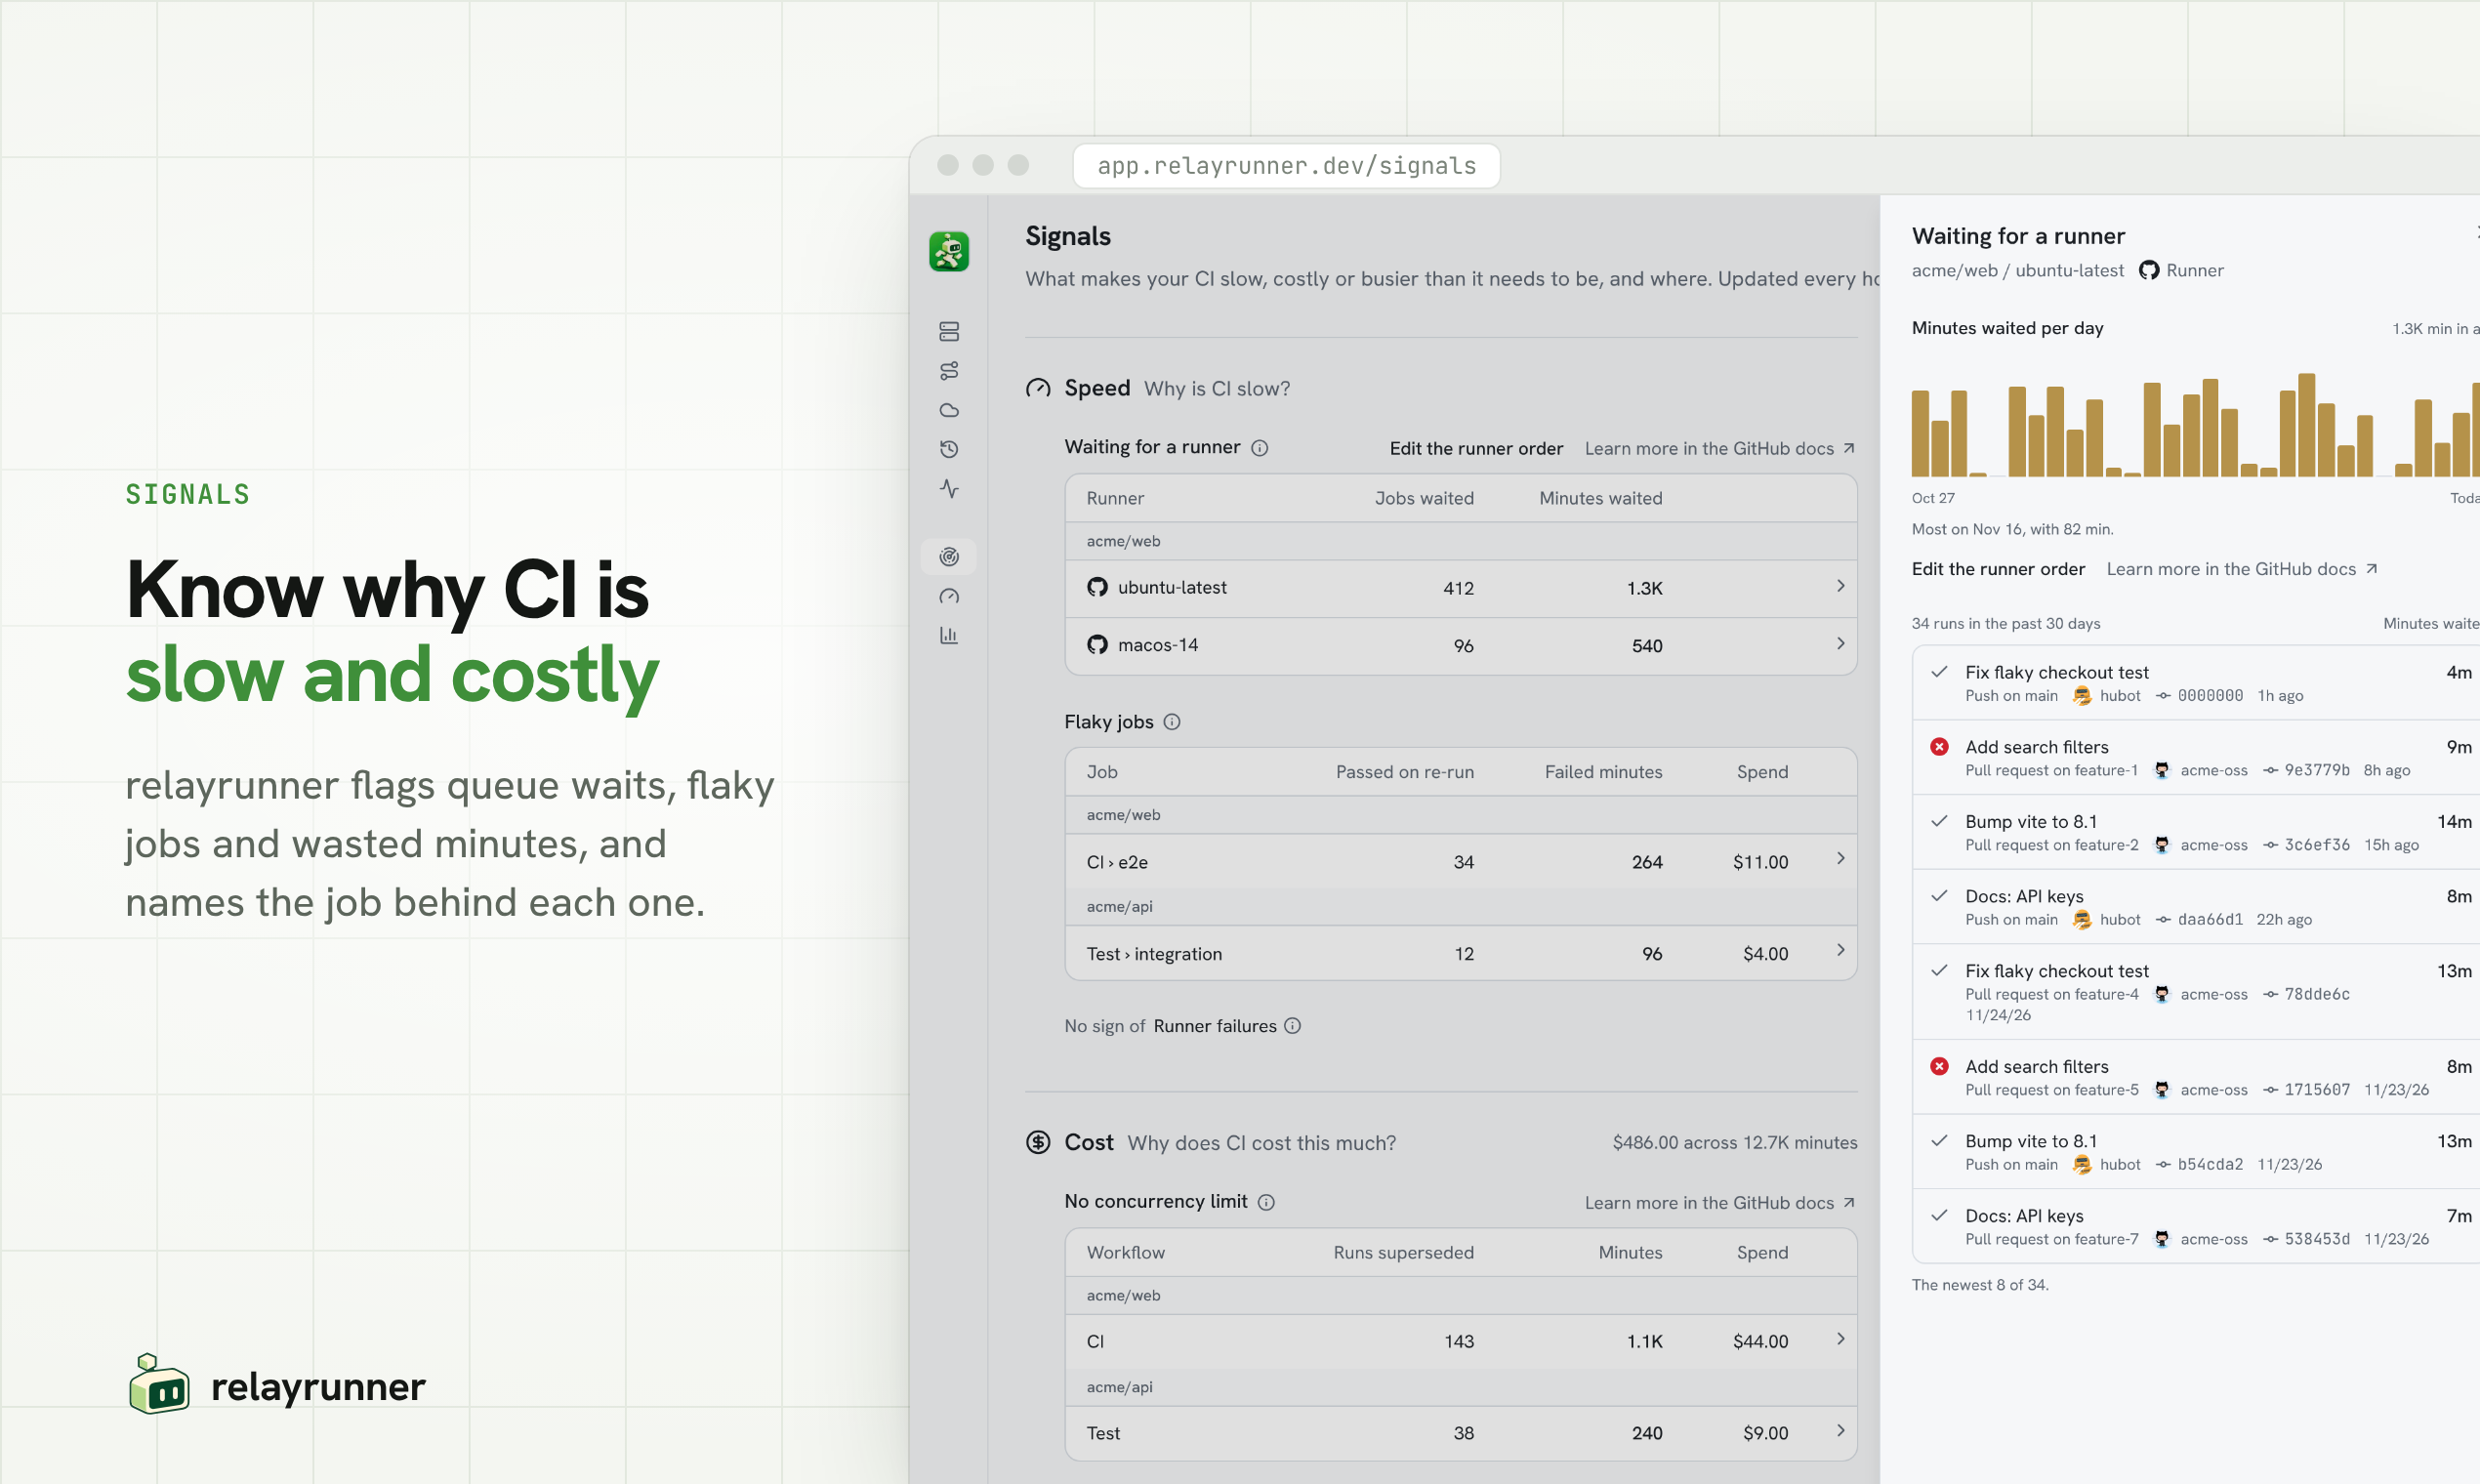 SIGNALS
Know why CI is
slow and costly
relayrunner flags queue waits, flaky
jobs and wasted minutes, and
names the job behind each one.
relayrunner
app.relayrunner.dev/signals
Signals
What makes your CI slow, costly or busier than it needs to be, and where. Updated every
Speed Why is CI slow?
Waiting for a runner Edit the runner order Learn more in the GitHub docs
Runner Jobs waited Minutes waited
acme/web
ubuntu-latest 412 1.3K
macos-14 96 540
Flaky jobs
Job Passed on re-run Failed minutes Spend
acme/web
CI › e2e 34 264 $11.00
acme/api
Test › integration 12 96 $4.00
No sign of Runner failures
Cost Why does CI cost this much? $486.00 across 12.7K minutes
No concurrency limit Learn more in the GitHub docs
Workflow Runs superseded Minutes Spend
acme/web
CI 143 1.1K $44.00
acme/api
Test 38 240 $9.00
Waiting for a runner
acme/web / ubuntu-latest Runner
Minutes waited per day 1.3K min in
Oct 27
Most on Nov 16, with 82 min.
Edit the runner order Learn more in the GitHub docs
34 runs in the past 30 days Minutes
Fix flaky checkout test 4m
Push on main hubot 0000000 1h ago
Add search filters 9m
Pull request on feature-1 acme-oss 9e3779b 8h ago
Bump vite to 8.1 14m
Pull request on feature-2 acme-oss 3c6ef36 15h ago
Docs: API keys 8m
Push on main hubot daa66d1 22h ago
Fix flaky checkout test 13m
Pull request on feature-4 acme-oss 78dde6c
11/24/26
Add search filters 8m
Pull request on feature-5 acme-oss 1715607 11/23/26
Bump vite to 8.1 13m
Push on main hubot b54cda2 11/23/26
Docs: API keys 7m
Pull request on feature-7 acme-oss 538453d 11/23/26
The newest 8 of 34.